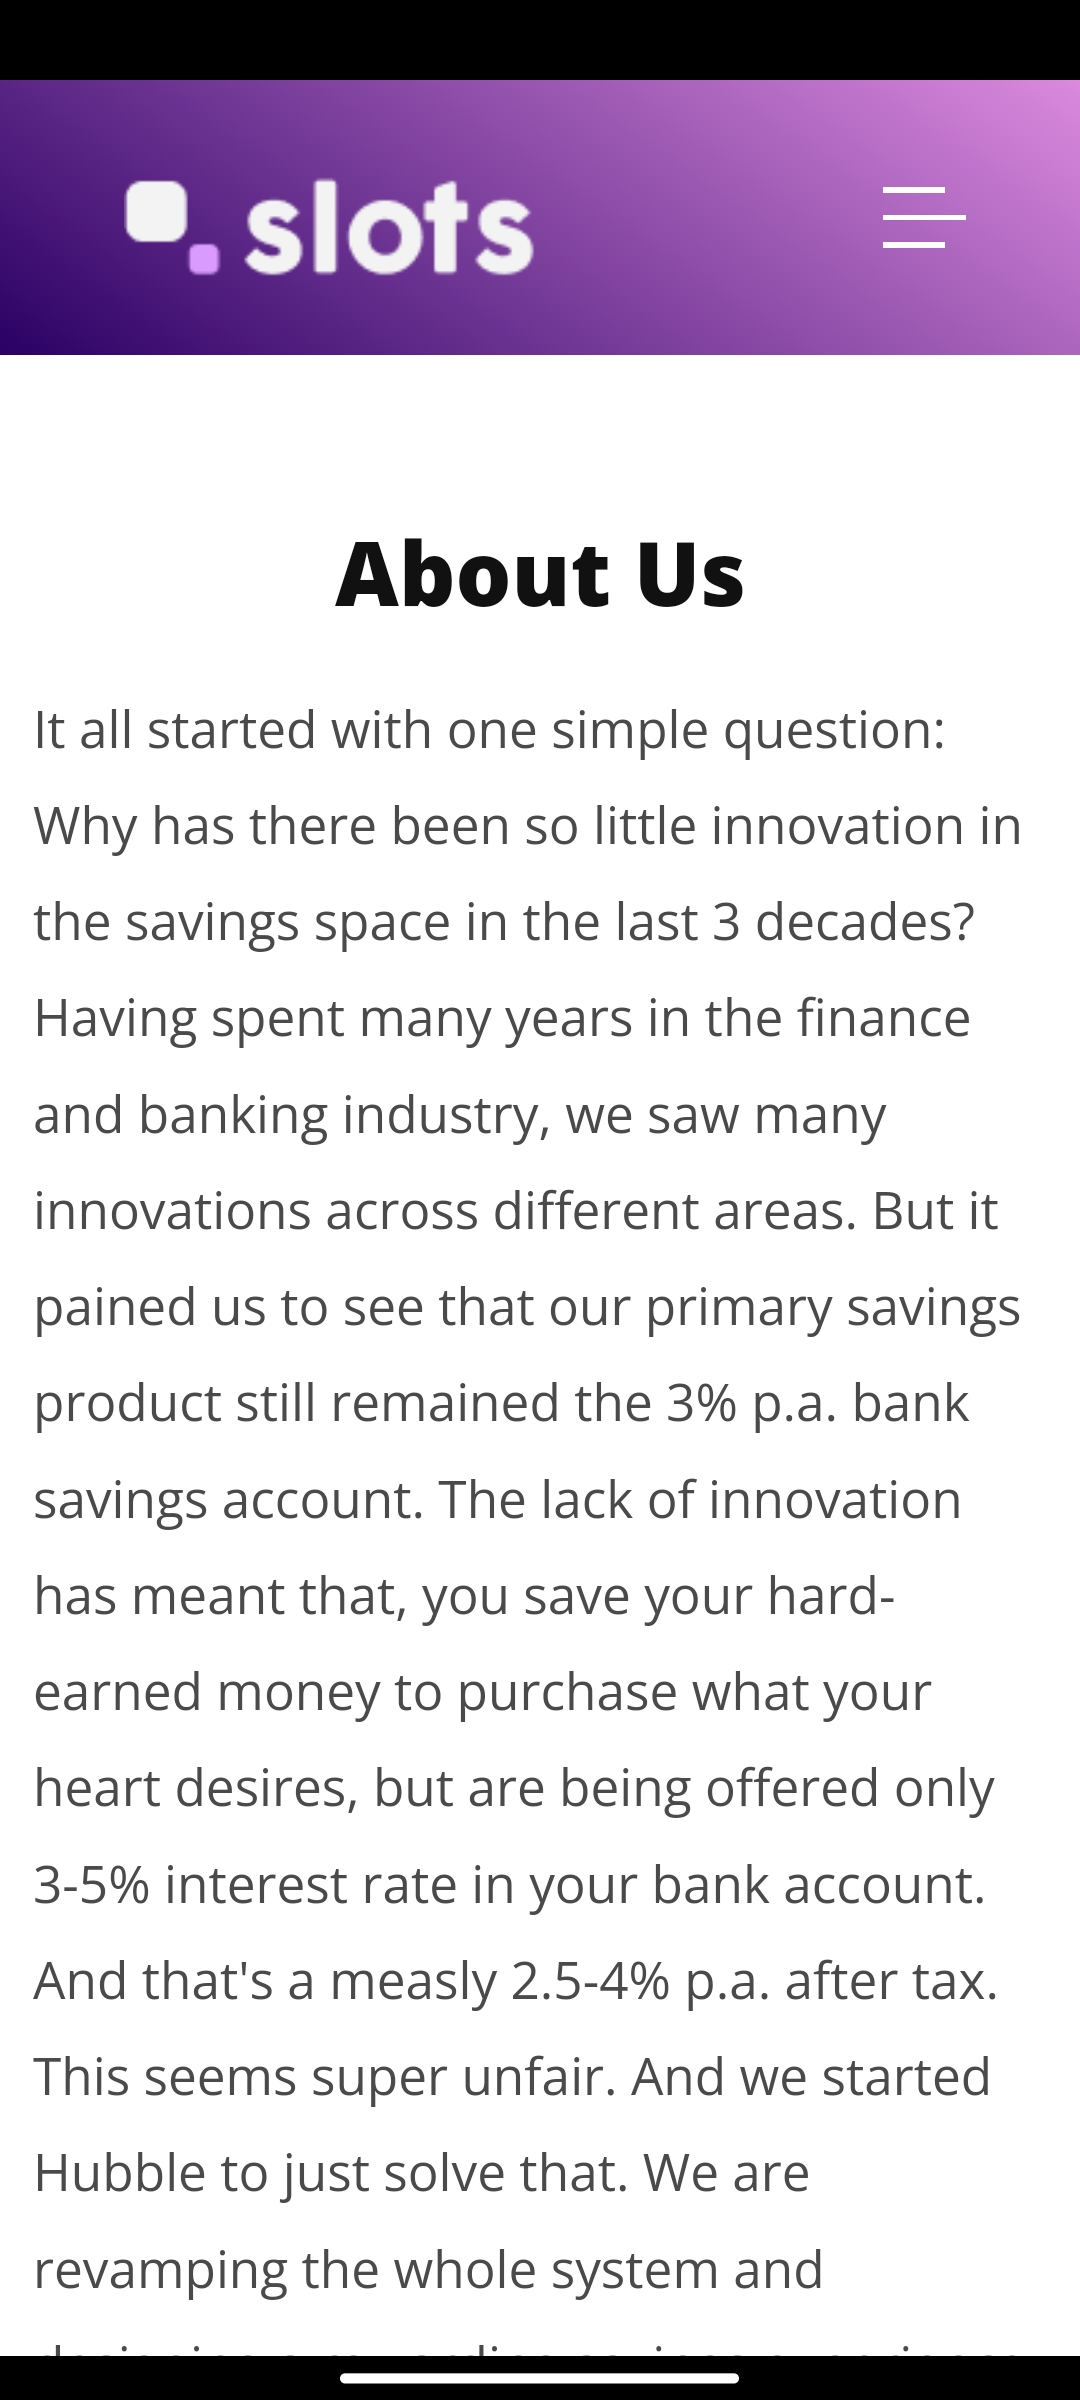 slots
About Us
It all started with one simple question:
Why has there been so little innovation in
the savings space in the last 3 decades?
Having spent many years in the finance
and banking industry, we saw many
innovations across different areas. But it
pained us to see that our primary savings
product still remained the 3% p.a. bank
savings account. The lack of innovation
has meant that, you save your hard-
earned money to purchase what your
heart desires, but are being offered only
3-5% interest rate in your bank account.
And that's a measly 2.5-4% p.a. after tax.
This seems super unfair. And we started
Hubble to just solve that. We are
revamping the whole system and